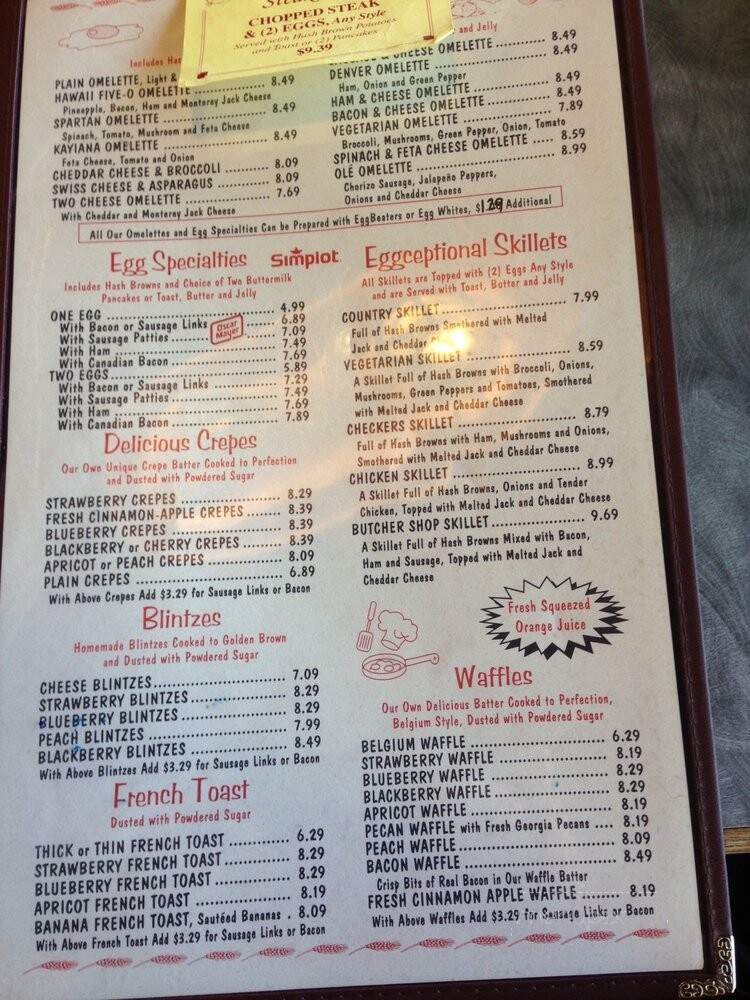 CHOPPED STEAK
& (2) EGGS, Any Style
Served with Hash Brown Potatoes
and Toast or (2) Pancakes
$9.39
Includes
PLAIN OMELETTE, Light & 8.49
HAWAII FIVE-O OMELETTE
Pineapple, Bacon, Ham and Monterey Jack Cheese
SPARTAN OMELETTE 8.49
Spinach, Tomato, Mushroom and Feta Cheese
KAYIANA OMELETTE 8.49
Feta Cheese, Tomato and Onion
CHEDDAR CHEESE & BROCCOLI 8.09
SWISS CHEESE & ASPARAGUS 8.09
TWO CHEESE OMELETTE 7.69
With Cheddar and Monterey Jack Cheese
and Jelly
& CHEESE OMELETTE 8.49
DENVER OMELETTE 8.49
Ham, Onion and Green Pepper
HAM & CHEESE OMELETTE 8.49
BACON & CHEESE OMELETTE 8.49
VEGETARIAN OMELETTE 7.89
Broccoli, Mushrooms, Green Pepper, Onion, Tomato
SPINACH & FETA CHEESE OMELETTE 8.59
OLÉ OMELETTE 8.99
Chorizo Sausage, Jalapeño Peppers,
Onions and Cheddar Cheese
All Our Omelettes and Egg Specialties Can be Prepared with EggBeaters or Egg Whites, $1.29 Additional
Egg Specialties
Simplot
Includes Hash Browns and Choice of Two Buttermilk
Pancakes or Toast, Butter and Jelly
ONE EGG 4.99
With Bacon or Sausage Links 6.89
With Sausage Patties 7.09
Oscar
Mayer
With Ham 7.49
With Canadian Bacon 7.69
TWO EGGS 5.89
With Bacon or Sausage Links 7.29
With Sausage Patties 7.49
With Ham 7.69
With Canadian Bacon 7.89
Delicious Crepes
Our Own Unique Crepe Batter Cooked to Perfection
and Dusted with Powdered Sugar
STRAWBERRY CREPES 8.29
FRESH CINNAMON-APPLE CREPES 8.39
BLUEBERRY CREPES 8.39
BLACKBERRY or CHERRY CREPES 8.39
APRICOT or PEACH CREPES 8.09
PLAIN CREPES 6.89
With Above Crepes Add $3.29 for Sausage Links or Bacon
Blintzes
Homemade Blintzes Cooked to Golden Brown
and Dusted with Powdered Sugar
CHEESE BLINTZES 7.09
STRAWBERRY BLINTZES 8.29
BLUEBERRY BLINTZES 8.29
PEACH BLINTZES 7.99
BLACKBERRY BLINTZES 8.49
With Above Blintzes Add $3.29 for Sausage Links or Bacon
French Toast
Dusted with Powdered Sugar
THICK or THIN FRENCH TOAST 6.29
STRAWBERRY FRENCH TOAST 8.29
BLUEBERRY FRENCH TOAST 8.29
APRICOT FRENCH TOAST 8.19
BANANA FRENCH TOAST, Sautéed Bananas 8.09
With Above French Toast Add $3.29 for Sausage Links or Bacon
Eggceptional Skillets
All Skillets are Topped with (2) Eggs Any Style
and are Served with Toast, Butter and Jelly
COUNTRY SKILLET 7.99
Full of Hash Browns Smothered with Melted
Jack and Cheddar
VEGETARIAN SKILLET 8.59
A Skillet Full of Hash Browns with Broccoli, Onions,
Mushrooms, Green Peppers and Tomatoes, Smothered
with Melted Jack and Cheddar Cheese
CHECKERS SKILLET 8.79
Full of Hash Browns with Ham, Mushrooms and Onions,
Smothered with Melted Jack and Cheddar Cheese
CHICKEN SKILLET 8.99
A Skillet Full of Hash Browns, Onions and Tender
Chicken, Topped with Melted Jack and Cheddar Cheese
BUTCHER SHOP SKILLET 9.69
A Skillet Full of Hash Browns Mixed with Bacon,
Ham and Sausage, Topped with Melted Jack and
Cheddar Cheese
Fresh Squeezed
Orange Juice
Waffles
Our Own Delicious Batter Cooked to Perfection,
Belgium Style, Dusted with Powdered Sugar
BELGIUM WAFFLE 6.29
STRAWBERRY WAFFLE 8.19
BLUEBERRY WAFFLE 8.29
BLACKBERRY WAFFLE 8.29
APRICOT WAFFLE 8.19
PECAN WAFFLE with Fresh Georgia Pecans 8.19
PEACH WAFFLE 8.09
BACON WAFFLE 8.49
Crisp Bits of Real Bacon in Our Waffle Batter
FRESH CINNAMON APPLE WAFFLE 8.19
With Above Waffles Add $3.29 for Sausage Links or Bacon